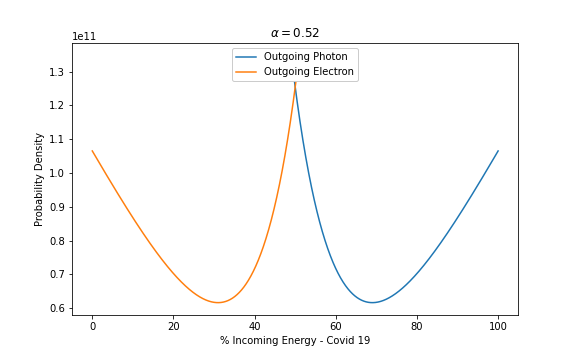 α = 0.52
1e11
Outgoing Photon
Outgoing Electron
Probability Density
1.3
1.2
1.1
1.0
0.9
0.8
0.7
0.6
0 20 40 60 80 100
% Incoming Energy - Covid 19